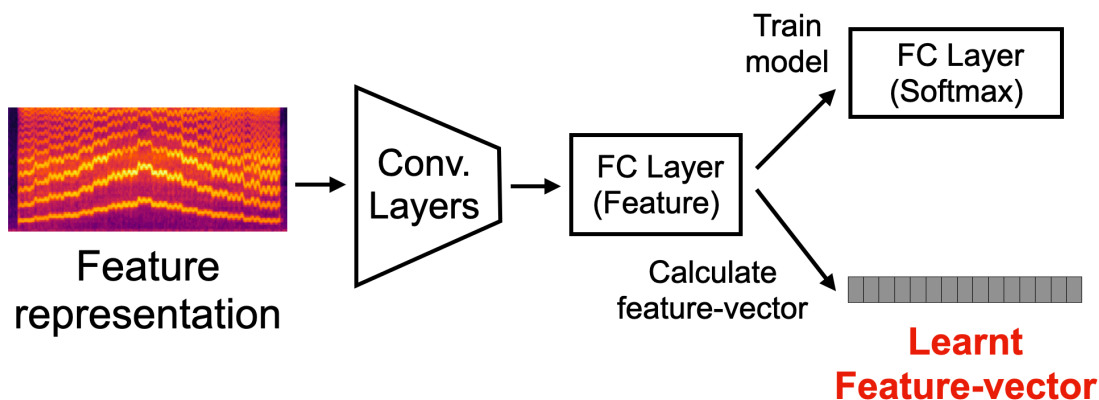 Feature
representation
Conv.
Layers
FC Layer
(Feature)
Train
model
FC Layer
(Softmax)
Calculate
feature-vector
Learnt
Feature-vector